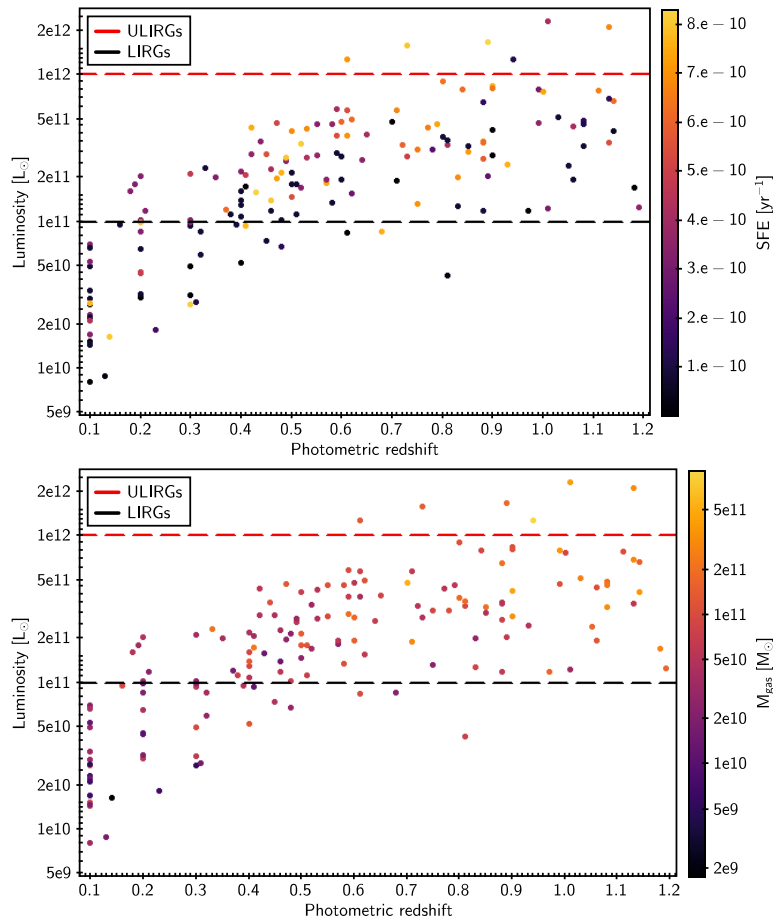 2e12
1e12
5e11
2e11
1e11
5e10
2e10
1e10
5e9
Luminosity [L☉]
ULIRGs
LIRGs
0.1 0.2 0.3 0.4 0.5 0.6 0.7 0.8 0.9 1.0 1.1 1.2
Photometric redshift
8.e − 10
7.e − 10
6.e − 10
5.e − 10
4.e − 10
3.e − 10
2.e − 10
1.e − 10
SFE [yr⁻¹]
2e12
1e12
5e11
2e11
1e11
5e10
2e10
1e10
5e9
Luminosity [L☉]
ULIRGs
LIRGs
0.1 0.2 0.3 0.4 0.5 0.6 0.7 0.8 0.9 1.0 1.1 1.2
Photometric redshift
5e11
2e11
1e11
5e10
2e10
1e10
5e9
2e9
M_gas [M☉]